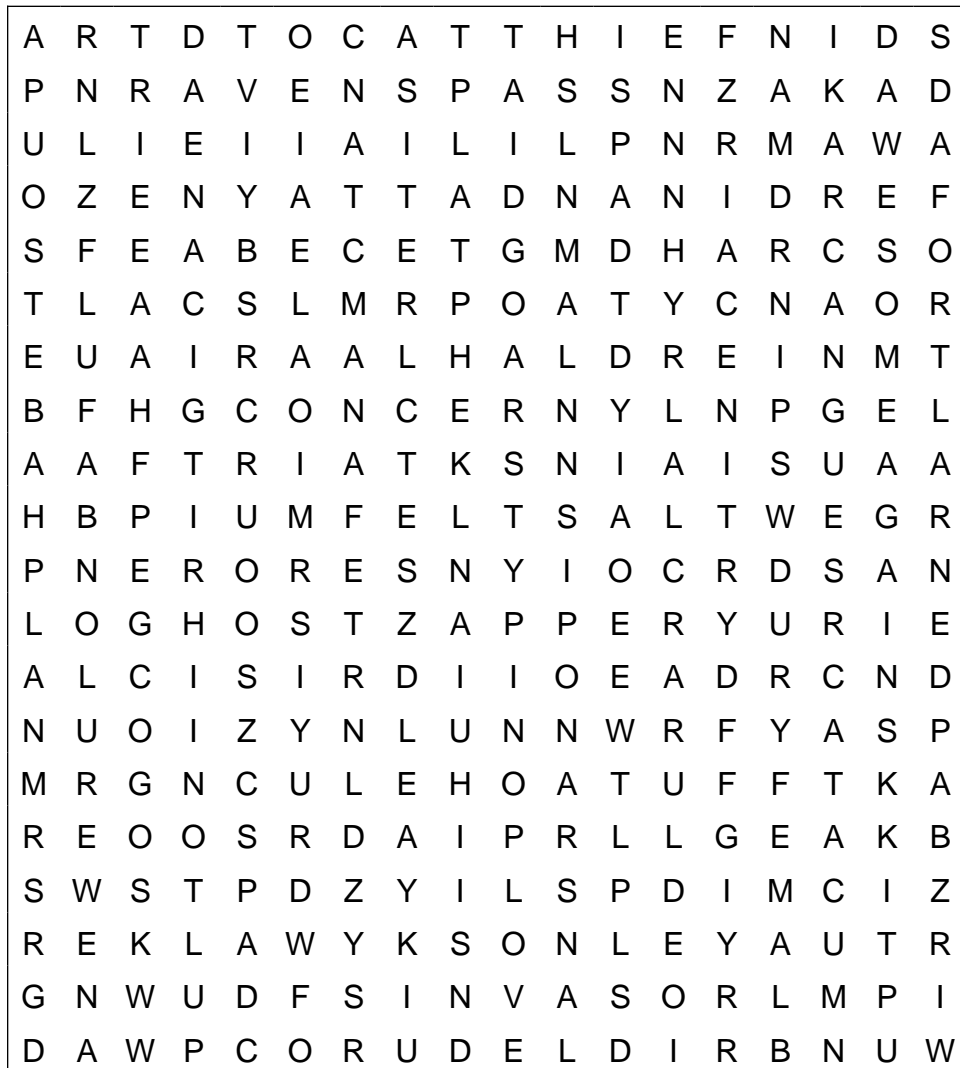 A R T D T O C A T T H I E F N I D S
P N R A V E N S P A S S N Z A K A D
U L I E I I A I L I L P N R M A W A
O Z E N Y A T T A D N A N I D R E F
S F E A B E C E T G M D H A R C S O
T L A C S L M R P O A T Y C N A O R
E U A I R A A L H A L D R E I N M T
B F H G C O N C E R N Y L N P G E L
A A F T R I A T K S N I A I S U A A
H B P I U M F E L T S A L T W E G R
P N E R O R E S N Y I O C R D S A N
L O G H O S T Z A P P E R Y U R I E
A L C I S I R D I I O E A D R C N D
N U O I Z Y N L U N N W R F Y A S P
M R G N C U L E H O A T U F F T K A
R E O O S R D A I P R L L G E A K B
S W S T P D Z Y I L S P D I M C I Z
R E K L A W Y K S O N L E Y A U T R
G N W U D F S I N V A S O R L M P I
D A W P C O R U D E L D I R B N U W